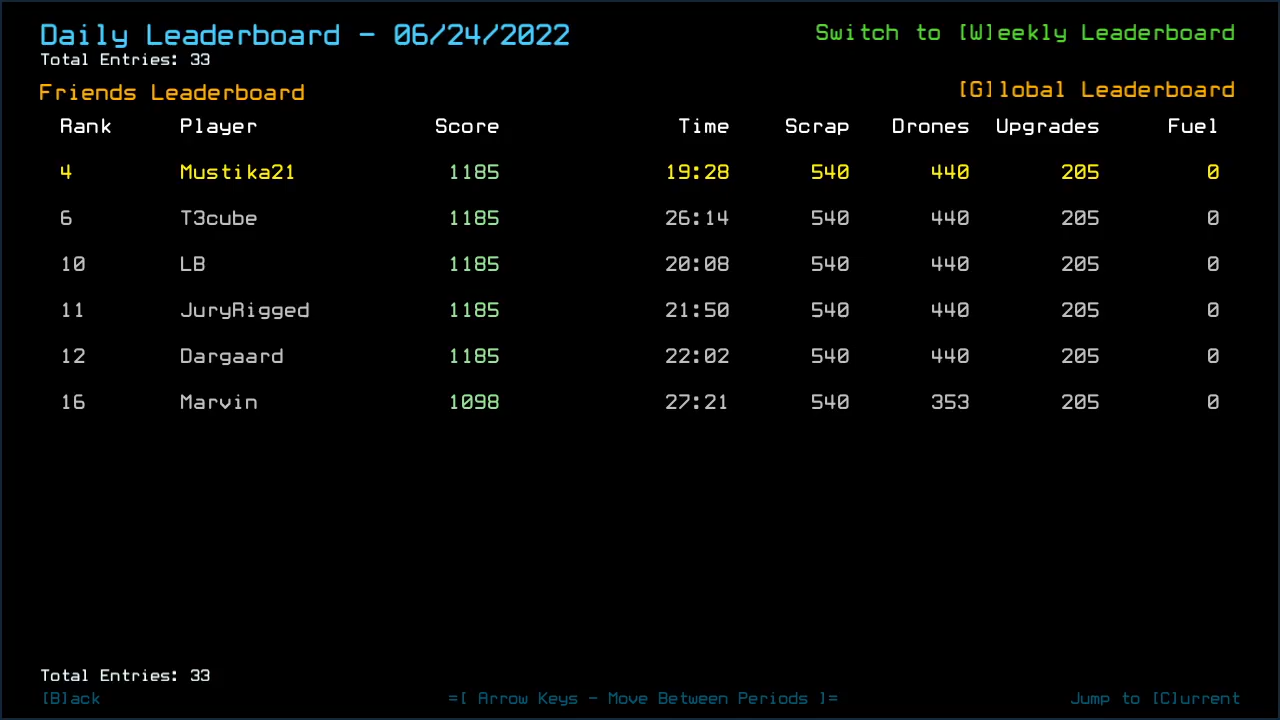 Daily Leaderboard - 06/24/2022 Switch to [W]eekly Leaderboard
Total Entries: 33
Friends Leaderboard [G]lobal Leaderboard
Rank Player Score Time Scrap Drones Upgrades Fuel
4 Mustika21 1185 19:28 540 440 205 0
6 T3cube 1185 26:14 540 440 205 0
10 LB 1185 20:08 540 440 205 0
11 JuryRigged 1185 21:50 540 440 205 0
12 Dargaard 1185 22:02 540 440 205 0
16 Marvin 1098 27:21 540 353 205 0
Total Entries: 33
[B]ack =[ Arrow Keys - Move Between Periods ]= Jump to [C]urrent